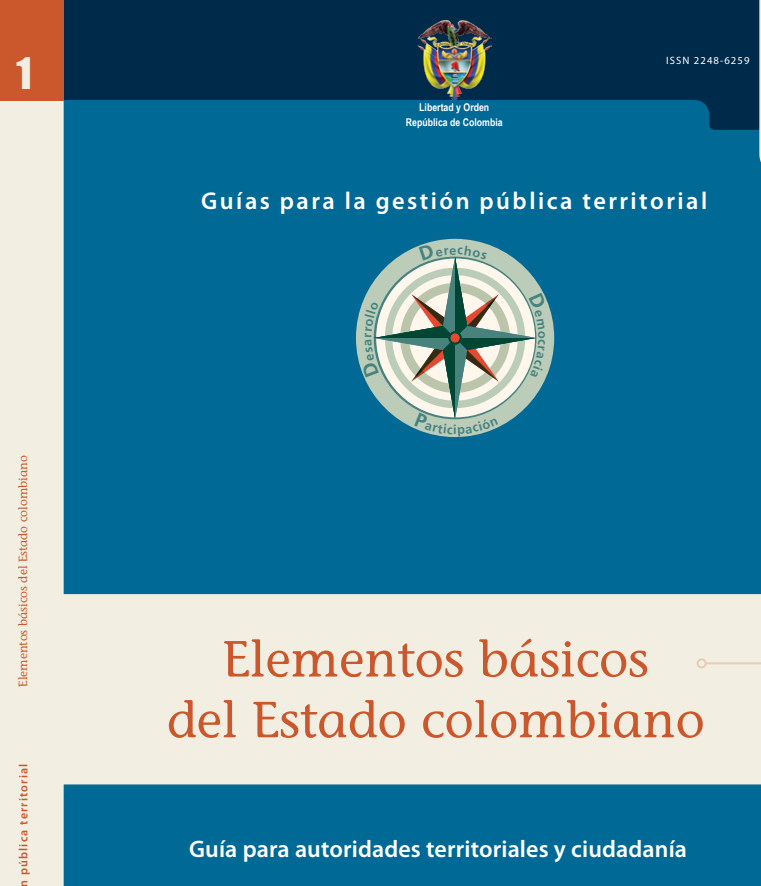 1
ISSN 2248-6259
Libertad y Orden
República de Colombia
Guías para la gestión pública territorial
Derechos
Democracia
Participación
Desarrollo
Elementos básicos
del Estado colombiano
Guía para autoridades territoriales y ciudadanía
Elementos básicos del Estado colombiano
pública territorial